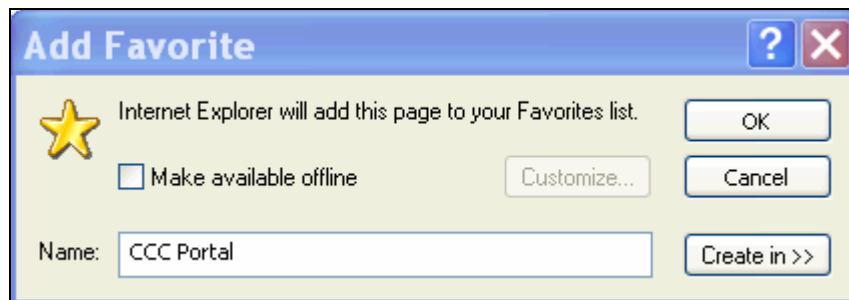 Add Favorite
?
Internet Explorer will add this page to your Favorites list.
OK
Make available offline
Customize...
Cancel
Name:
CCC Portal
Create in >>